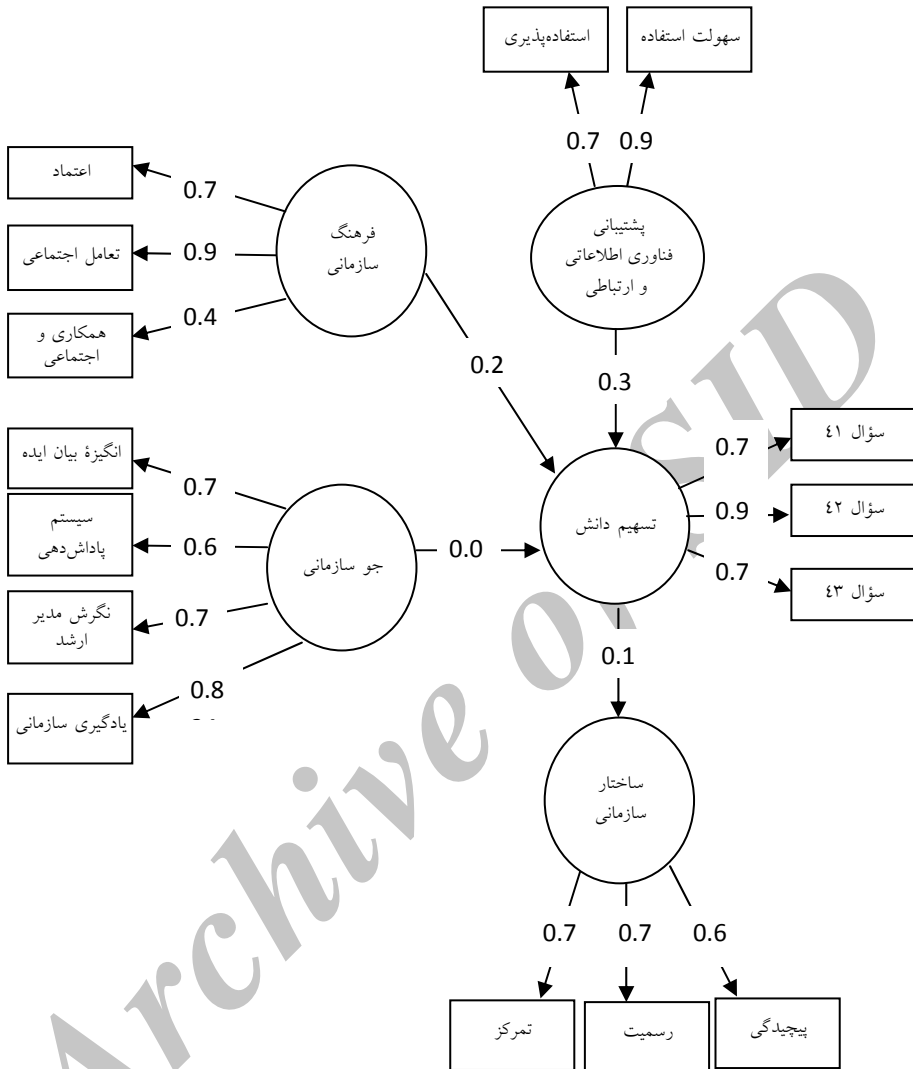 استفاده‌پذیری
سهولت استفاده
0.7
0.9
پشتیبانی
فناوری اطلاعاتی
و ارتباطی
0.3
اعتماد
تعامل اجتماعی
همکاری و
اجتماعی
0.7
0.9
0.4
فرهنگ
سازمانی
0.2
انگیزهٔ بیان ایده
سیستم
پاداش‌دهی
نگرش مدیر
ارشد
یادگیری سازمانی
0.7
0.6
0.7
0.8
جو سازمانی
0.0
تسهیم دانش
0.7
0.9
0.7
سؤال ٤١
سؤال ٤٢
سؤال ٤٣
0.1
ساختار
سازمانی
0.7
0.7
0.6
تمرکز
رسمیت
پیچیدگی
Archive of SID